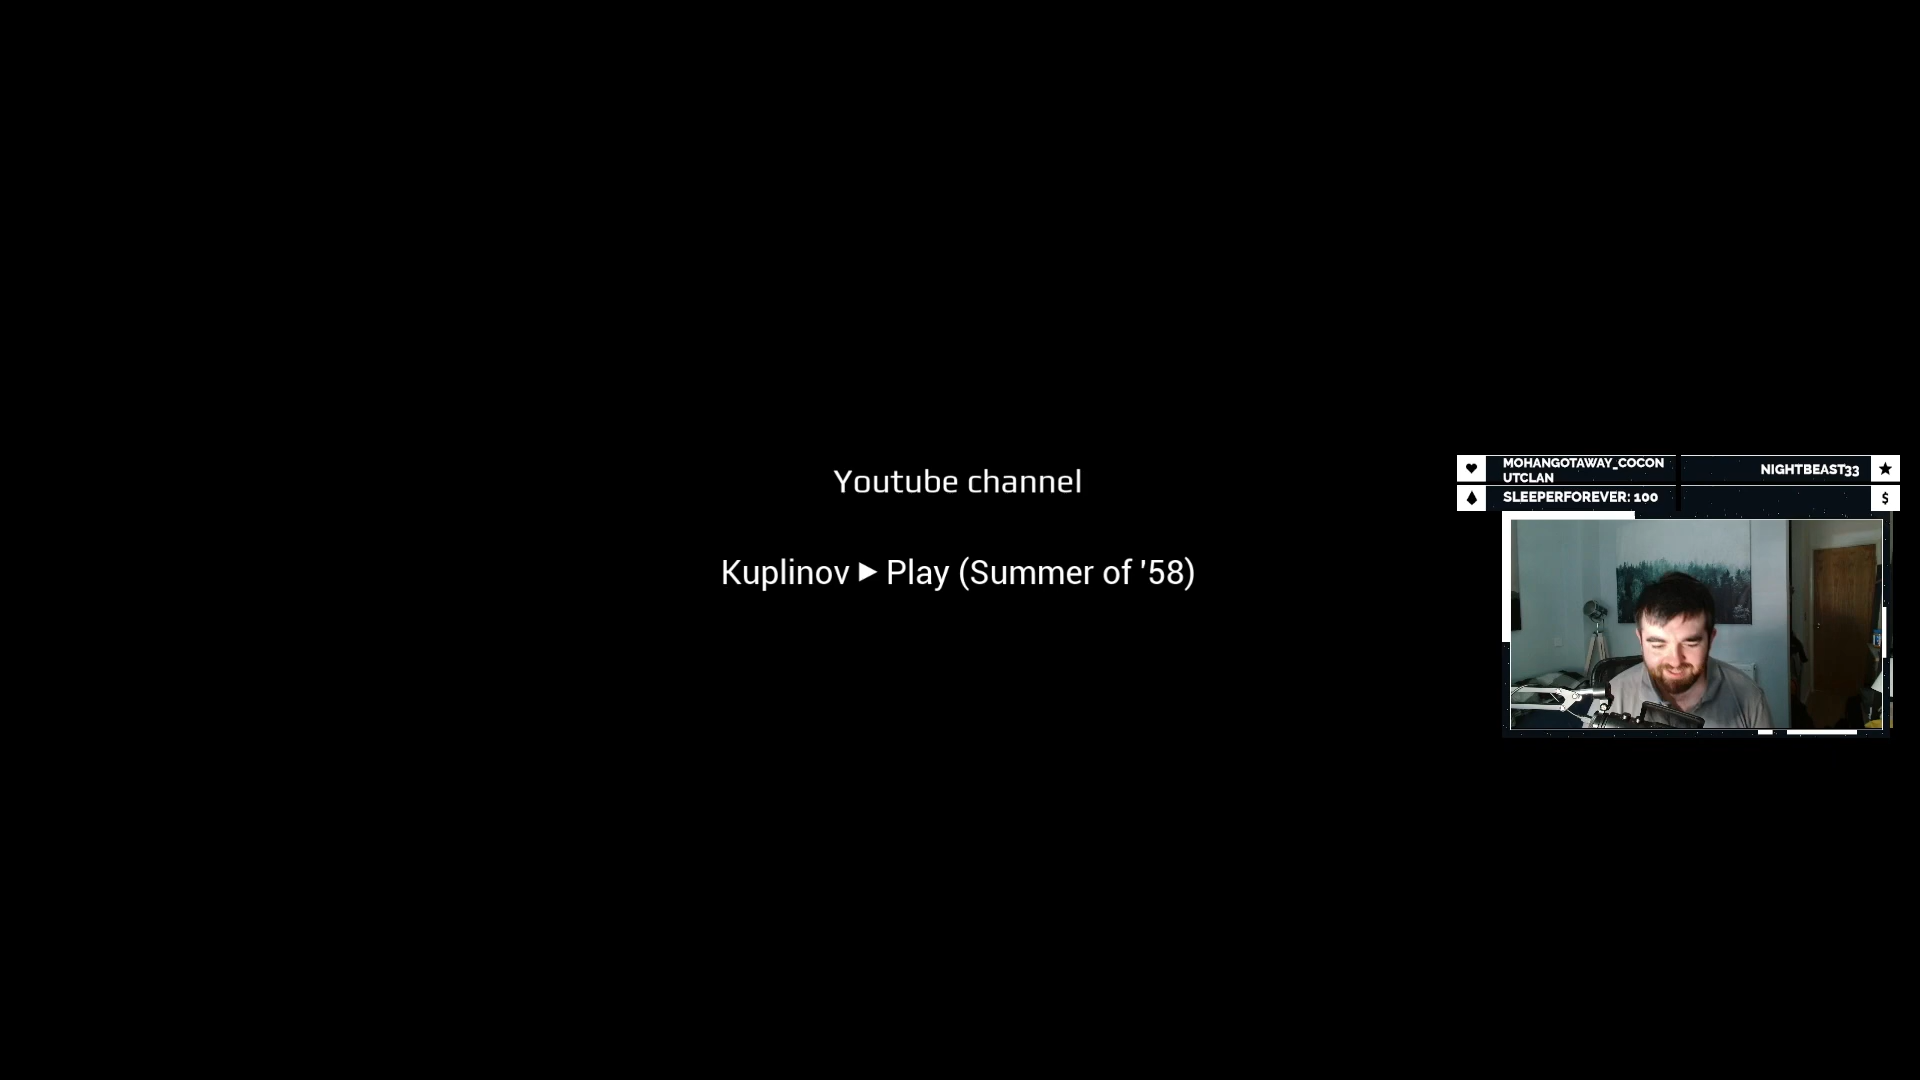 Youtube channel
Kuplinov ► Play (Summer of '58)
MOHANGOTAWAY_COCON
UTCLAN
NIGHTBEAST33
SLEEPERFOREVER: 100
$